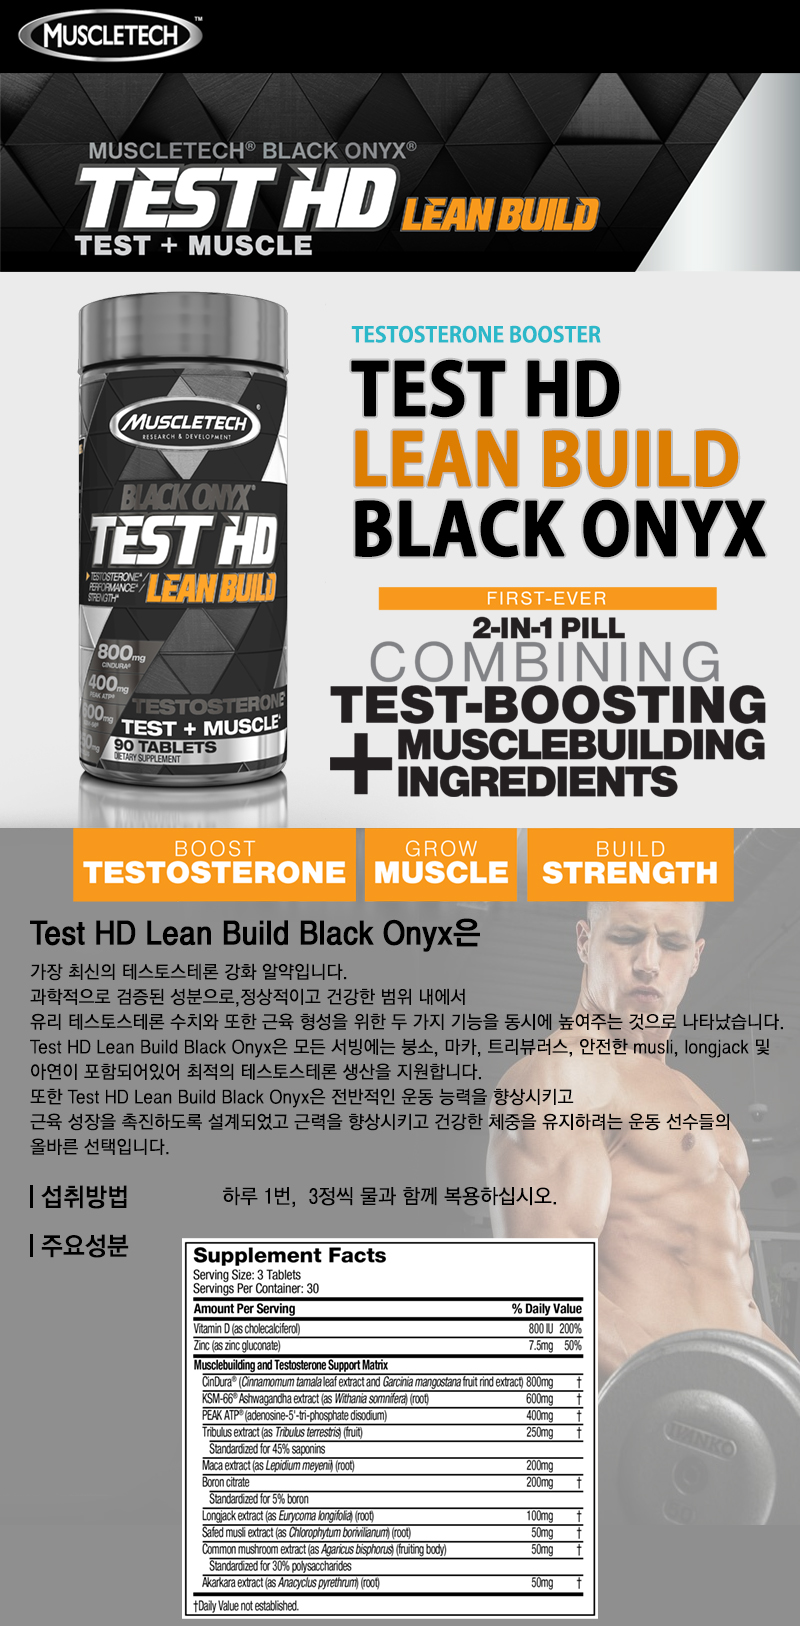 MUSCLETECH™
MUSCLETECH® BLACK ONYX®
TEST HD LEAN BUILD
TEST + MUSCLE
TESTOSTERONE BOOSTER
TEST HD
LEAN BUILD
BLACK ONYX
MUSCLETECH®
RESEARCH & DEVELOPMENT
BLACK ONYX®
TEST HD
TESTOSTERONE^/
PERFORMANCE^/
STRENGTH^
LEAN BUILD
800mg
CINDURA®
400mg
PEAK ATP®
600mg
50mg
TESTOSTERONE
TEST + MUSCLE
90 TABLETS
DIETARY SUPPLEMENT
FIRST-EVER
2-IN-1 PILL
COMBINING
TEST-BOOSTING
+MUSCLEBUILDING
INGREDIENTS
BOOST
TESTOSTERONE
GROW
MUSCLE
BUILD
STRENGTH
Test HD Lean Build Black Onyx은
가장 최신의 테스토스테론 강화 알약입니다.
과학적으로 검증된 성분으로,정상적이고 건강한 범위 내에서
유리 테스토스테론 수치와 또한 근육 형성을 위한 두 가지 기능을 동시에 높여주는 것으로 나타났습니다.
Test HD Lean Build Black Onyx은 모든 서빙에는 붕소, 마카, 트리뷰러스, 안전한 musli, longjack 및
아연이 포함되어있어 최적의 테스토스테론 생산을 지원합니다.
또한 Test HD Lean Build Black Onyx은 전반적인 운동 능력을 향상시키고
근육 성장을 촉진하도록 설계되었고 근력을 향상시키고 건강한 체중을 유지하려는 운동 선수들의
올바른 선택입니다.
섭취방법 하루 1번, 3정씩 물과 함께 복용하십시오.
주요성분
Supplement Facts
Serving Size: 3 Tablets
Servings Per Container: 30
Amount Per Serving % Daily Value
Vitamin D (as cholecalciferol) 800 IU 200%
Zinc (as zinc gluconate) 7.5mg 50%
Musclebuilding and Testosterone Support Matrix
CinDura® (Cinnamomum tamala leaf extract and Garcinia mangostana fruit rind extract) 800mg †
KSM-66® Ashwagandha extract (as Withania somnifera) (root) 600mg †
PEAK ATP® (adenosine-5'-tri-phosphate disodium) 400mg †
Tribulus extract (as Tribulus terrestris) (fruit) 250mg †
Standardized for 45% saponins
Maca extract (as Lepidium meyenii) (root) 200mg
Boron citrate 200mg †
Standardized for 5% boron
Longjack extract (as Eurycoma longifolia) (root) 100mg †
Safed musli extract (as Chlorophytum borivilianum) (root) 50mg †
Common mushroom extract (as Agaricus bisphorus) (fruiting body) 50mg †
Standardized for 30% polysaccharides
Akarkara extract (as Anacyclus pyrethrum) (root) 50mg †
†Daily Value not established.